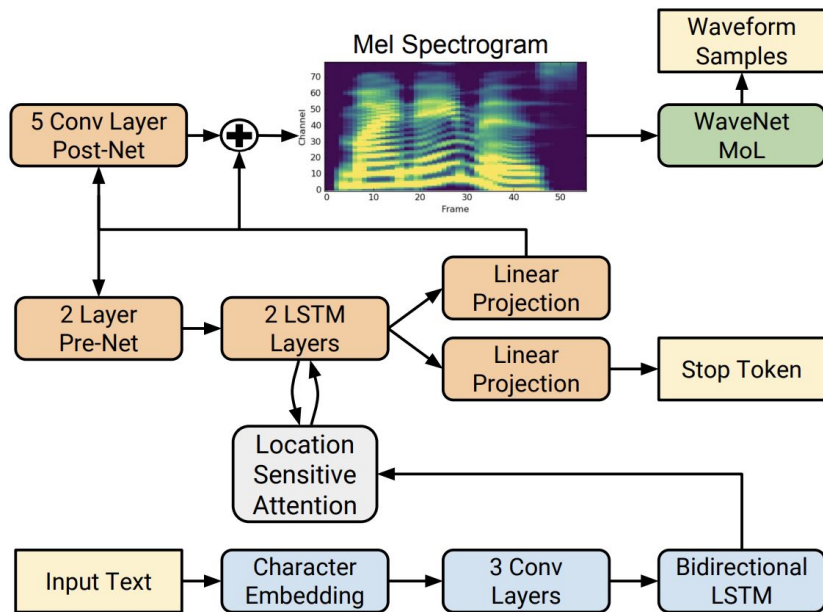 Mel Spectrogram
Waveform
Samples
5 Conv Layer
Post-Net
WaveNet
MoL
Channel
70
60
50
40
30
20
10
0
0
10
20
30
40
50
Frame
2 Layer
Pre-Net
2 LSTM
Layers
Linear
Projection
Linear
Projection
Stop Token
Location
Sensitive
Attention
Input Text
Character
Embedding
3 Conv
Layers
Bidirectional
LSTM